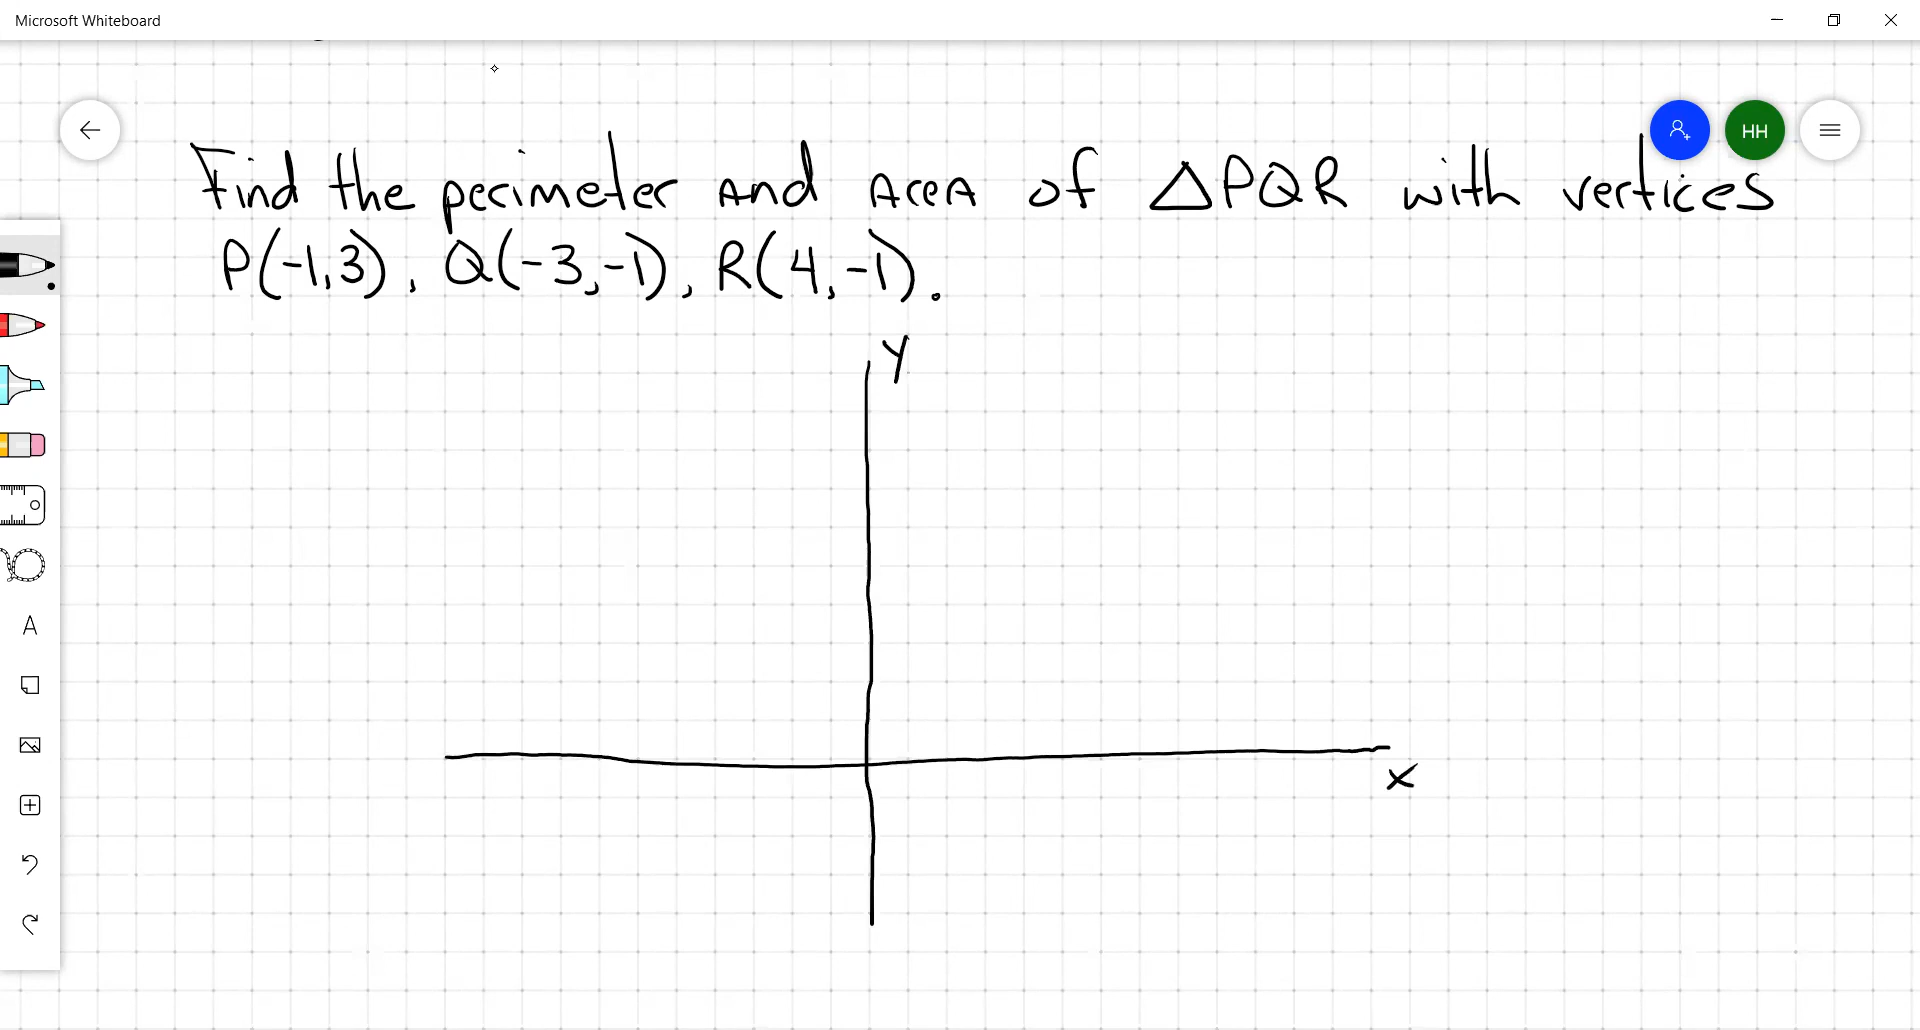 Microsoft Whiteboard
HH
Find the perimeter and area of △PQR with vertices
P(-1,3), Q(-3,-1), R(4,-1).
y
x
A